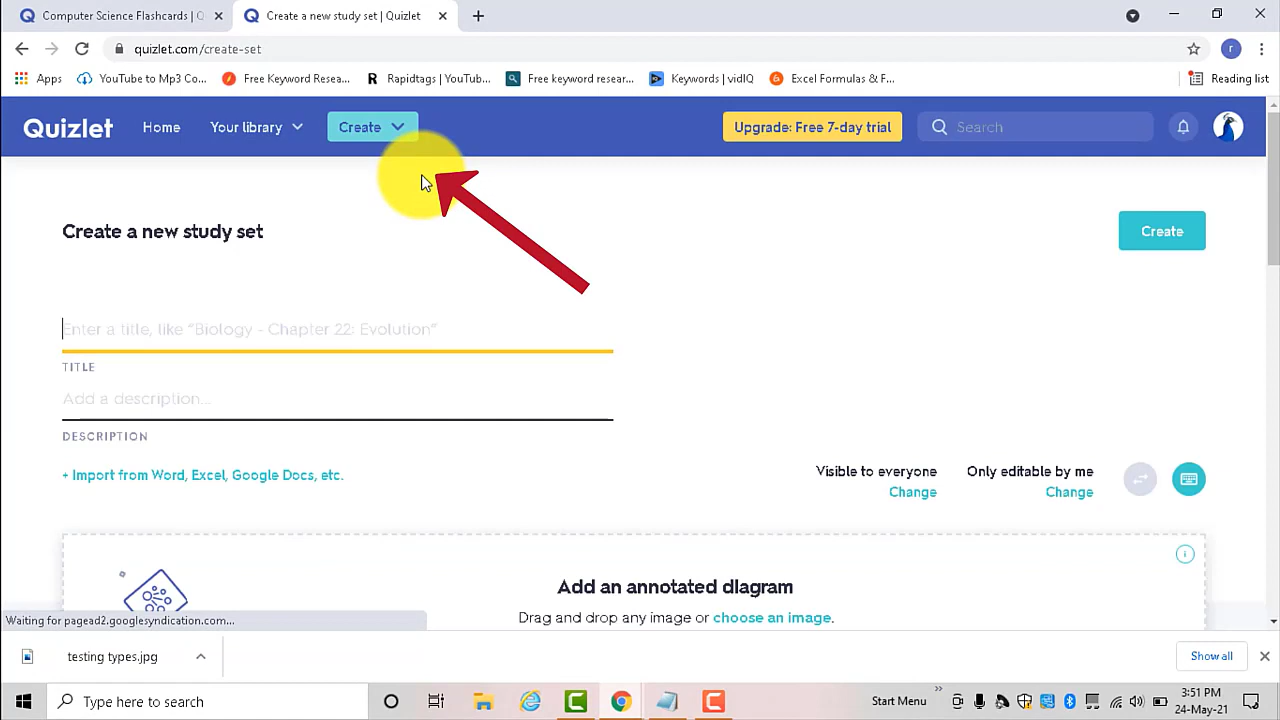 Computer Science Flashcards | Q
Create a new study set | Quizlet
quizlet.com/create-set
r
Apps
YouTube to Mp3 Co...
Free Keyword Resea...
R
Rapidtags | YouTub...
Free keyword resear...
Keywords | vidIQ
Excel Formulas & F...
Reading list
Quizlet
Home
Your library
Create
Upgrade: Free 7-day trial
Search
Create a new study set
Create
Enter a title, like “Biology - Chapter 22: Evolution”
TITLE
Add a description...
DESCRIPTION
+ Import from Word, Excel, Google Docs, etc.
Visible to everyone
Change
Only editable by me
Change
Add an annotated diagram
Drag and drop any image or choose an image.
Waiting for pagead2.googlesyndication.com...
testing types.jpg
Show all
Type here to search
Start Menu
3:51 PM
24-May-21